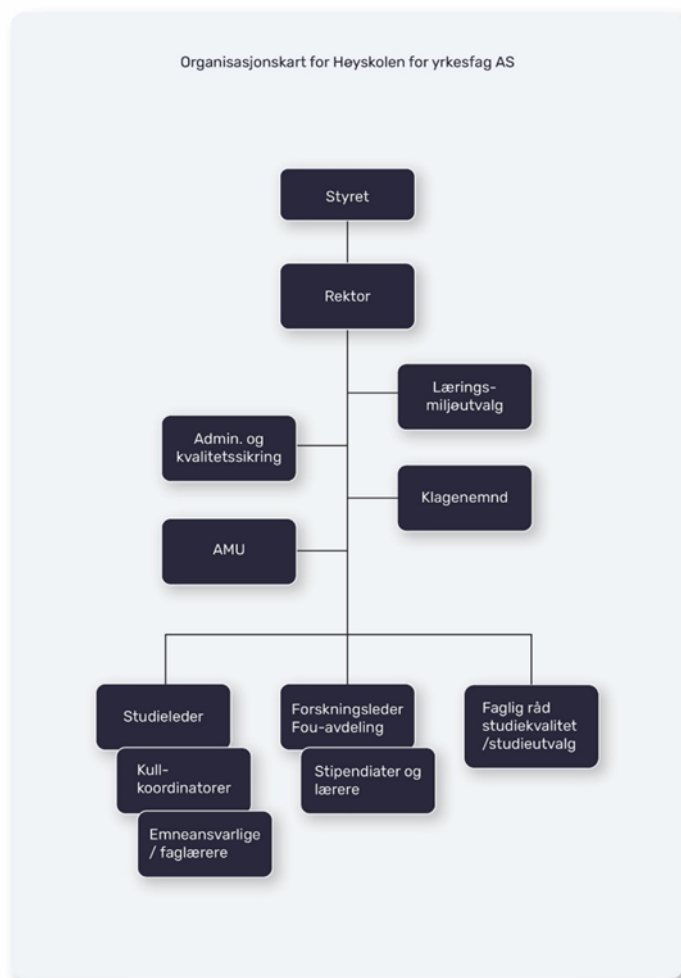 Organisasjonskart for Høyskolen for yrkesfag AS
Styret
Rektor
Lærings-
miljøutvalg
Admin. og
kvalitetssikring
Klagenemnd
AMU
Studieleder
Kull-
koordinatorer
Emneansvarlige
/ faglærere
Forskningsleder
Fou-avdeling
Stipendiater og
lærere
Faglig råd
studiekvalitet
/studieutvalg